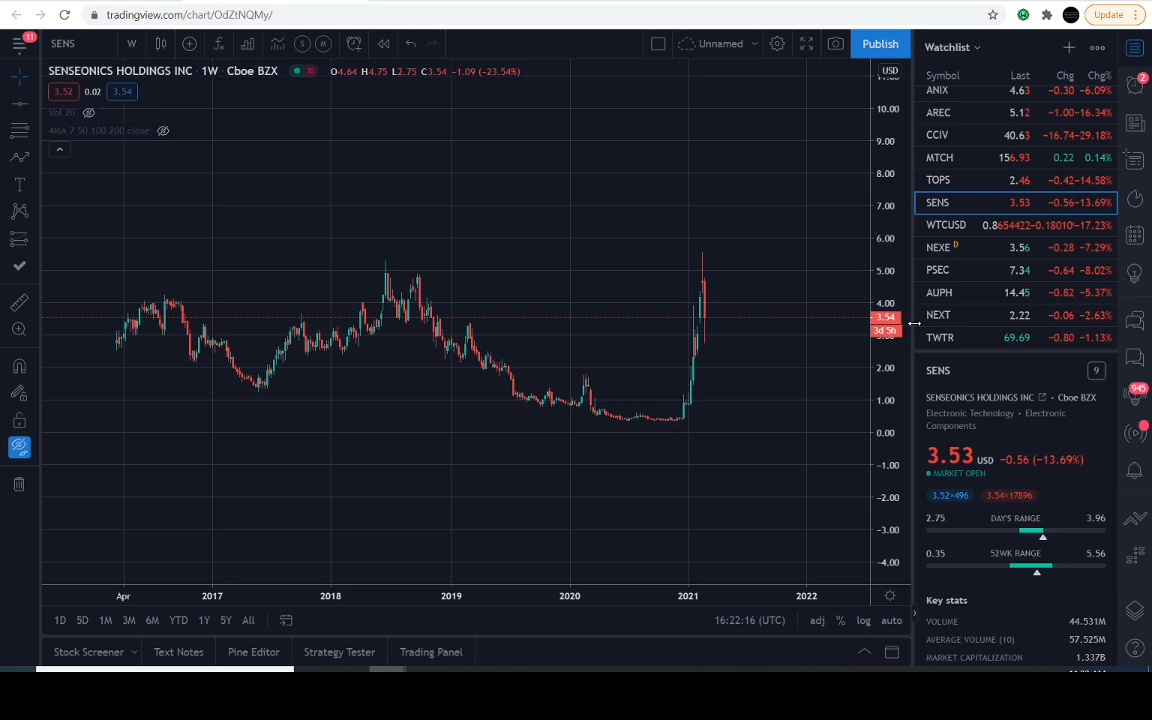 tradingview.com/chart/OdZtNQMy/
Update
11
SENS
W
S
M
Unnamed
Publish
Watchlist
SENSEONICS HOLDINGS INC · 1W · Cboe BZX
O4.64 H4.75 L2.75 C3.54 −1.09 (−23.54%)
3.52
0.02
3.54
Vol 20
4MA 7 50 100 200 close
USD
10.00
9.00
8.00
7.00
6.00
5.00
4.00
3.54
3d 5h
2.00
1.00
0.00
−1.00
−2.00
−3.00
−4.00
Apr
2017
2018
2019
2020
2021
2022
1D
5D
1M
3M
6M
YTD
1Y
5Y
All
16:22:16 (UTC)
adj
%
log
auto
Stock Screener
Text Notes
Pine Editor
Strategy Tester
Trading Panel
Symbol Last Chg Chg%
ANIX 4.63 −0.30 −6.09%
AREC 5.12 −1.00 −16.34%
CCIV 40.63 −16.74 −29.18%
MTCH 156.93 0.22 0.14%
TOPS 2.46 −0.42 −14.58%
SENS 3.53 −0.56 −13.69%
WTCUSD 0.8654422 −0.18010 −17.23%
NEXE D 3.56 −0.28 −7.29%
PSEC 7.34 −0.64 −8.02%
AUPH 14.45 −0.82 −5.37%
NEXT 2.22 −0.06 −2.63%
TWTR 69.69 −0.80 −1.13%
SENS
9
SENSEONICS HOLDINGS INC · Cboe BZX
Electronic Technology · Electronic
Components
3.53 USD −0.56 (−13.69%)
MARKET OPEN
3.52×496
3.54×17896
2.75 DAY'S RANGE 3.96
0.35 52WK RANGE 5.56
Key stats
VOLUME 44.531M
AVERAGE VOLUME (10) 57.525M
MARKET CAPITALIZATION 1.337B
2
945